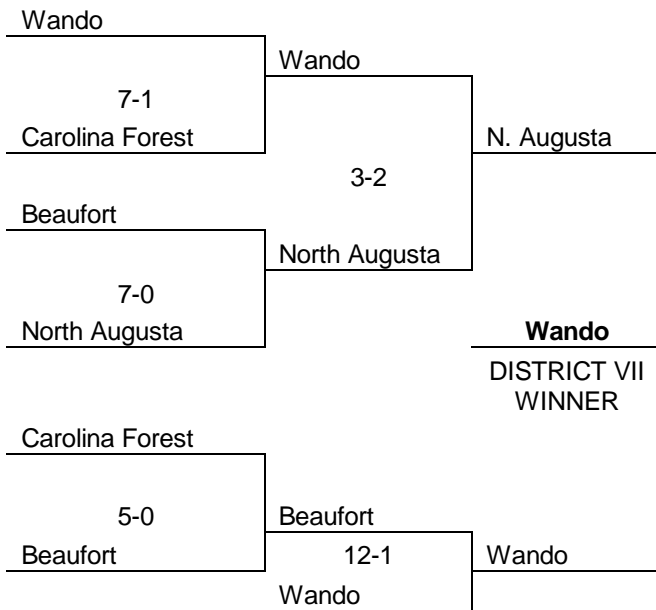 Wando
Wando
7-1
Carolina Forest
N. Augusta
3-2
Beaufort
North Augusta
7-0
North Augusta
Wando
DISTRICT VII
WINNER
Carolina Forest
5-0
Beaufort
Beaufort
12-1
Wando
Wando